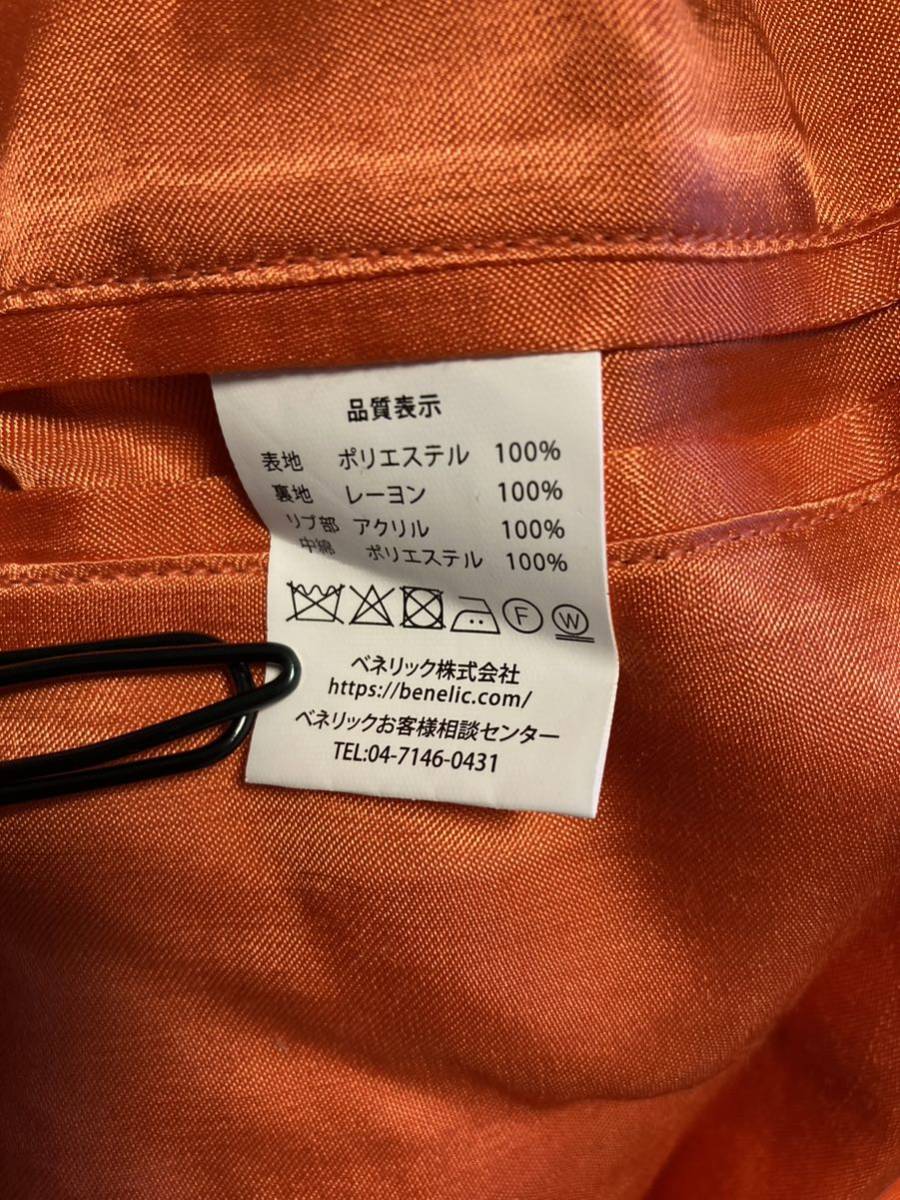 品質表示
表地 ポリエステル 100%
裏地 レーヨン 100%
リブ部 アクリル 100%
中綿 ポリエステル 100%
F W
ベネリック株式会社
https://benelic.com/
ベネリックお客様相談センター
TEL:04-7146-0431